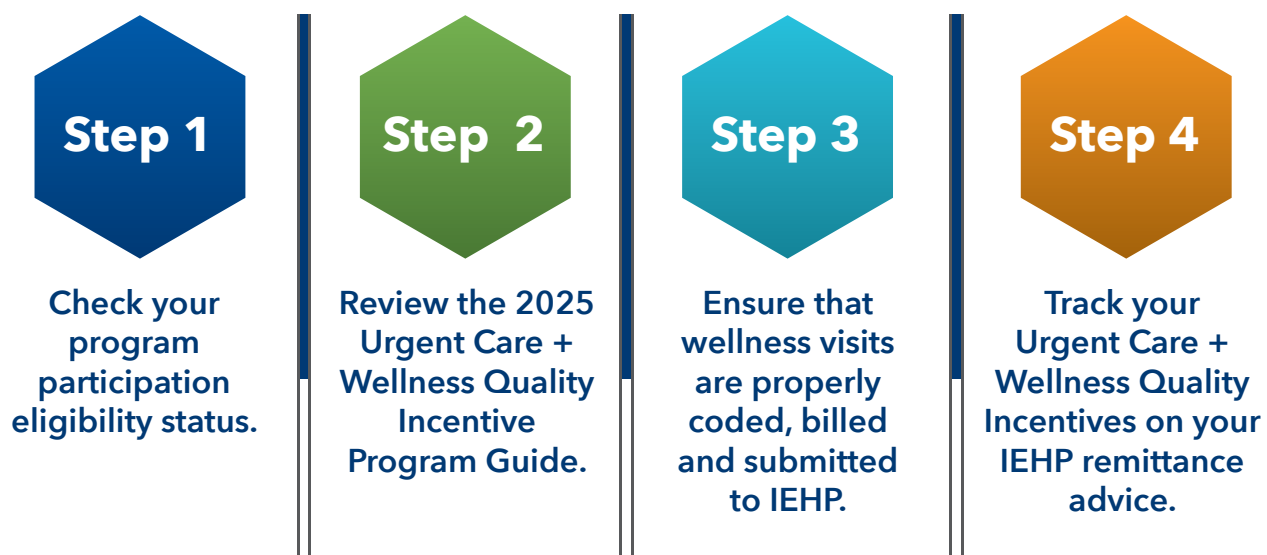 Step 1
Check your
program
participation
eligibility status.
Step 2
Review the 2025
Urgent Care +
Wellness Quality
Incentive
Program Guide.
Step 3
Ensure that
wellness visits
are properly
coded, billed
and submitted
to IEHP.
Step 4
Track your
Urgent Care +
Wellness Quality
Incentives on your
IEHP remittance
advice.